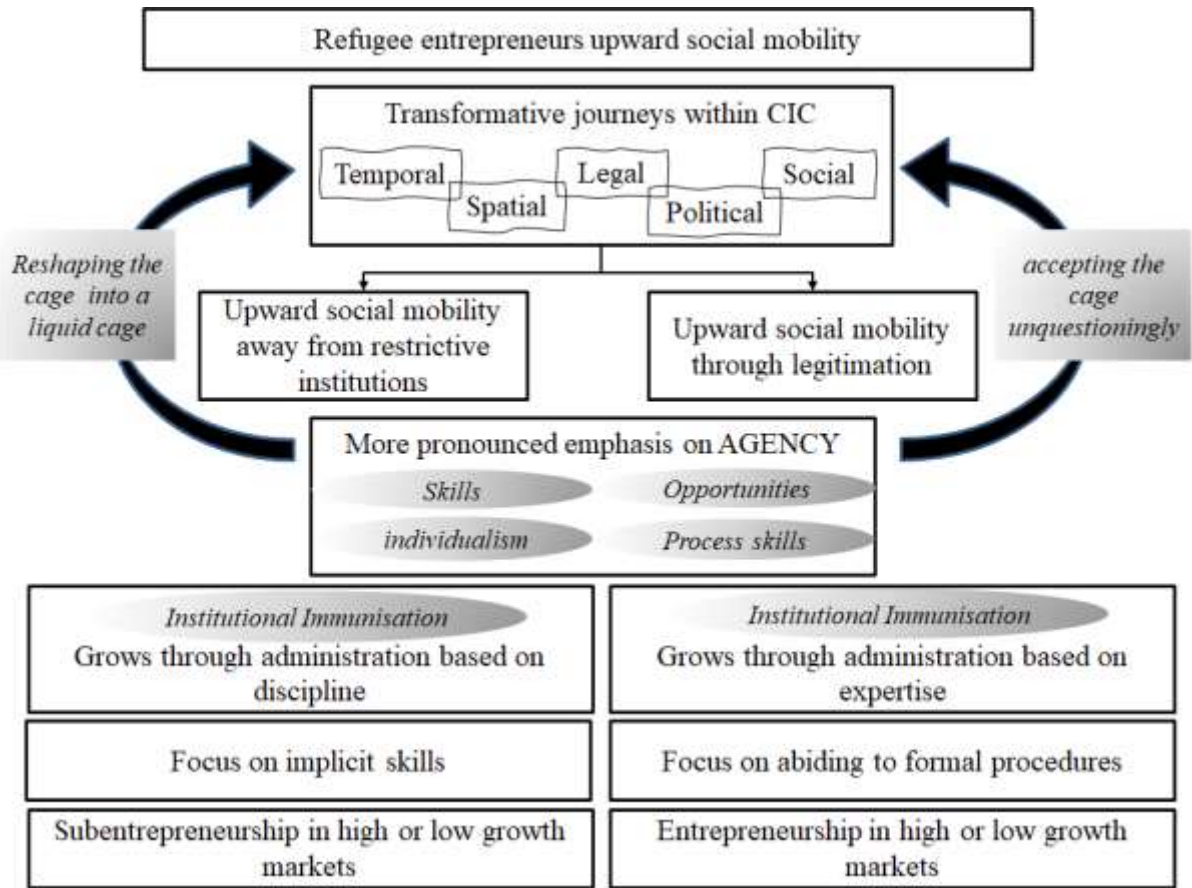 Refugee entrepreneurs upward social mobility
Transformative journeys within CIC
Temporal
Legal
Social
Spatial
Political
Reshaping the
cage into a
liquid cage
accepting the
cage
unquestioningly
Upward social mobility
away from restrictive
institutions
Upward social mobility
through legitimation
More pronounced emphasis on AGENCY
Skills
Opportunities
individualism
Process skills
Institutional Immunisation
Grows through administration based on
discipline
Institutional Immunisation
Grows through administration based on
expertise
Focus on implicit skills
Focus on abiding to formal procedures
Subentrepreneurship in high or low growth
markets
Entrepreneurship in high or low growth
markets